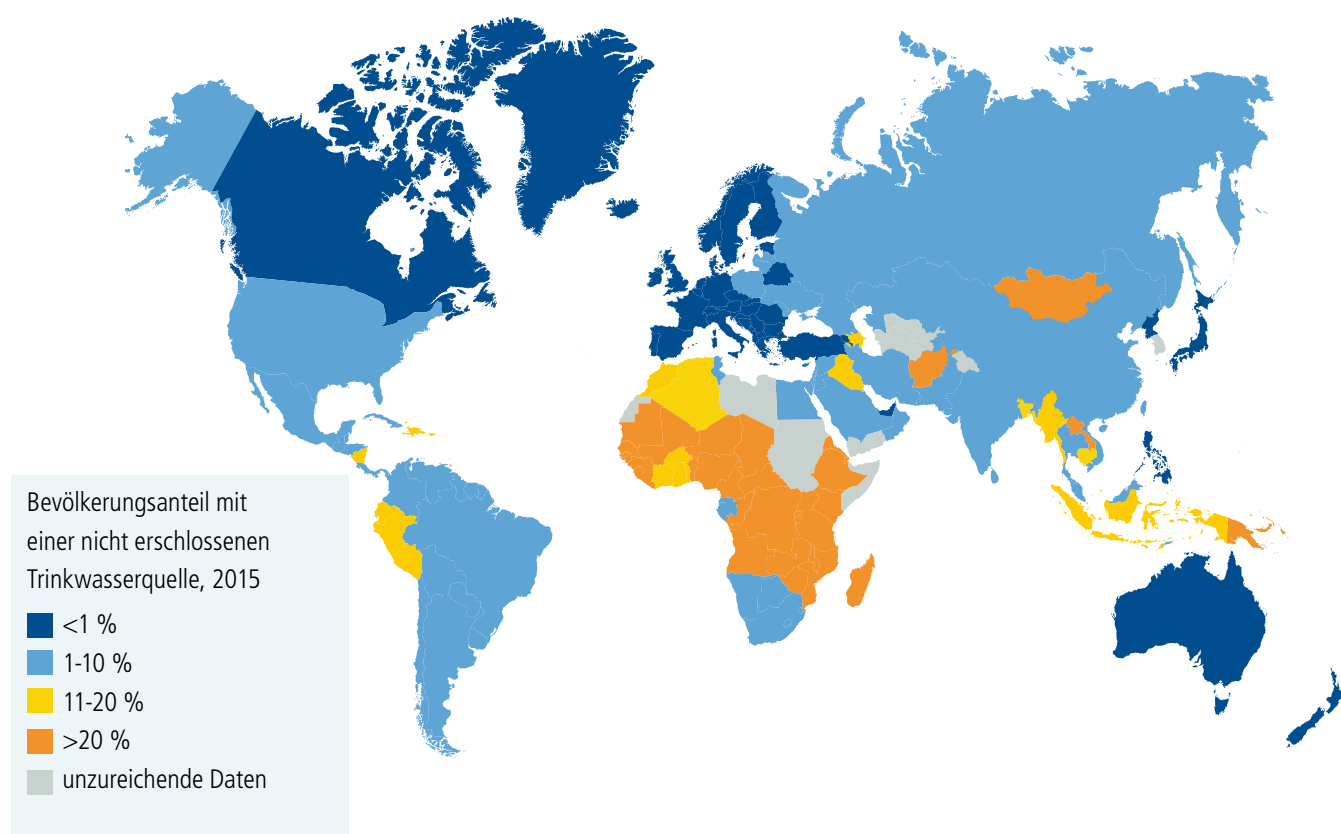 Bevölkerungsanteil mit
einer nicht erschlossenen
Trinkwasserquelle, 2015
<1 %
1-10 %
11-20 %
>20 %
unzureichende Daten